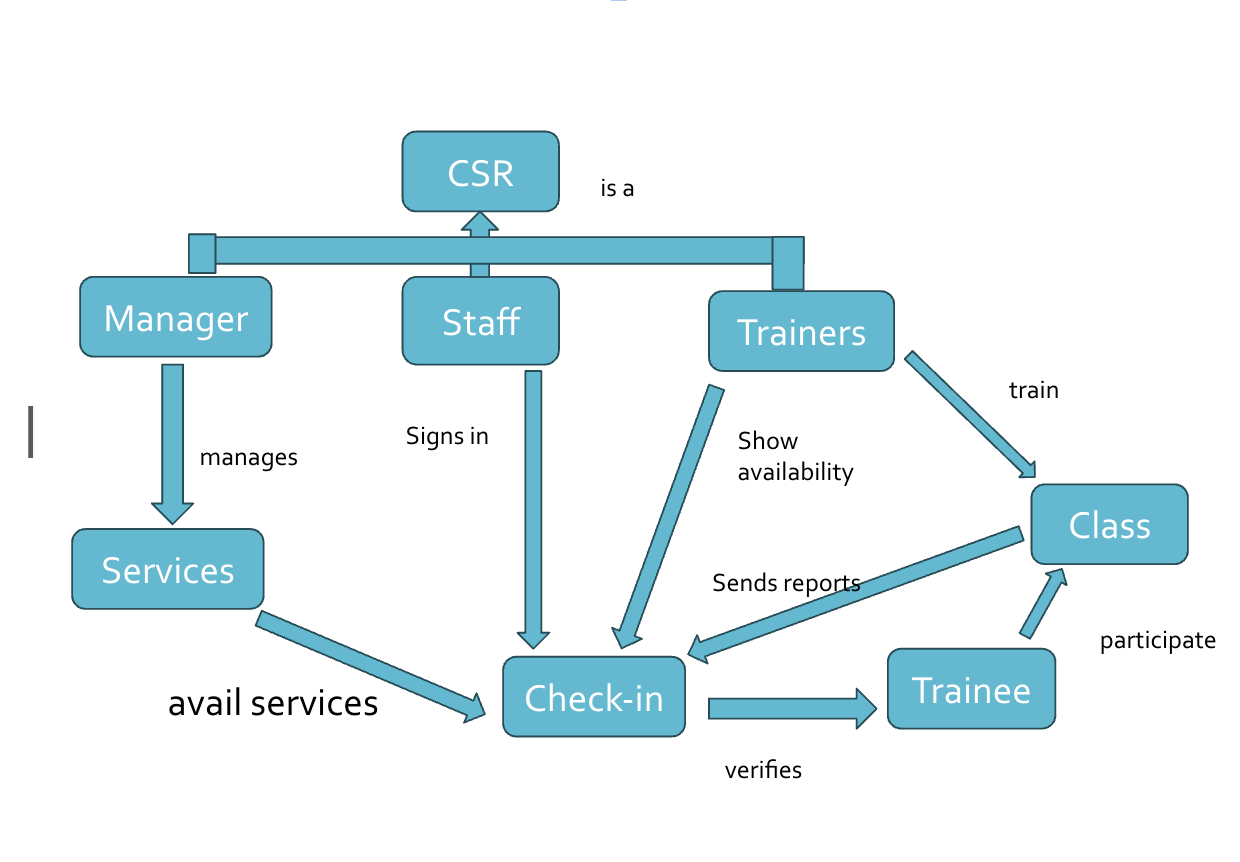 CSR
is a
Manager
Staff
Trainers
train
Signs in
Show
availability
manages
Class
Services
Sends reports
participate
avail services
Check-in
Trainee
verifies